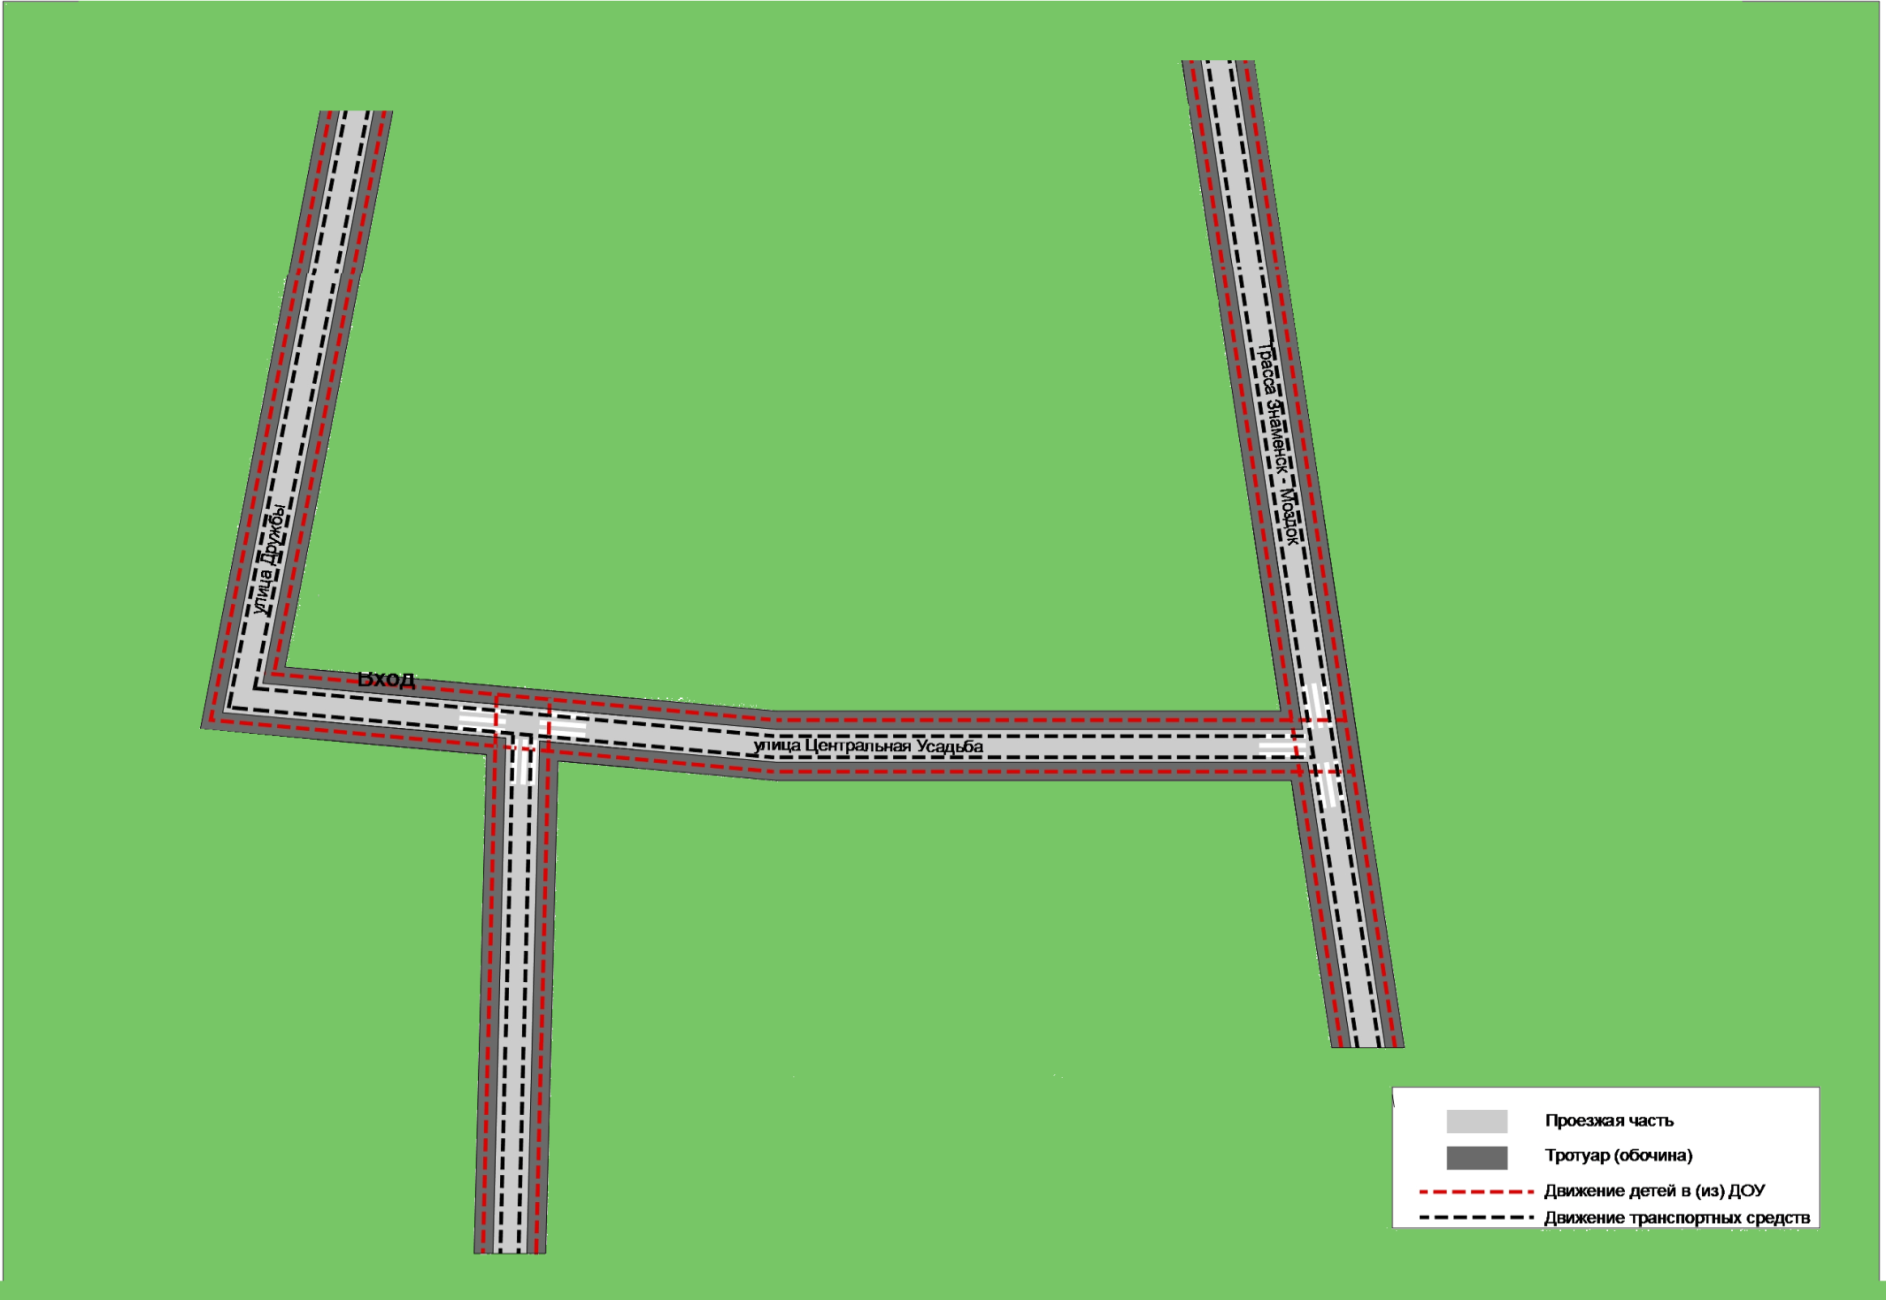 Трасса Знаменск - Моздок
улица Дружбы
Вход
улица Центральная Усадьба
Проезжая часть
Тротуар (обочина)
Движение детей в (из) ДОУ
Движение транспортных средств